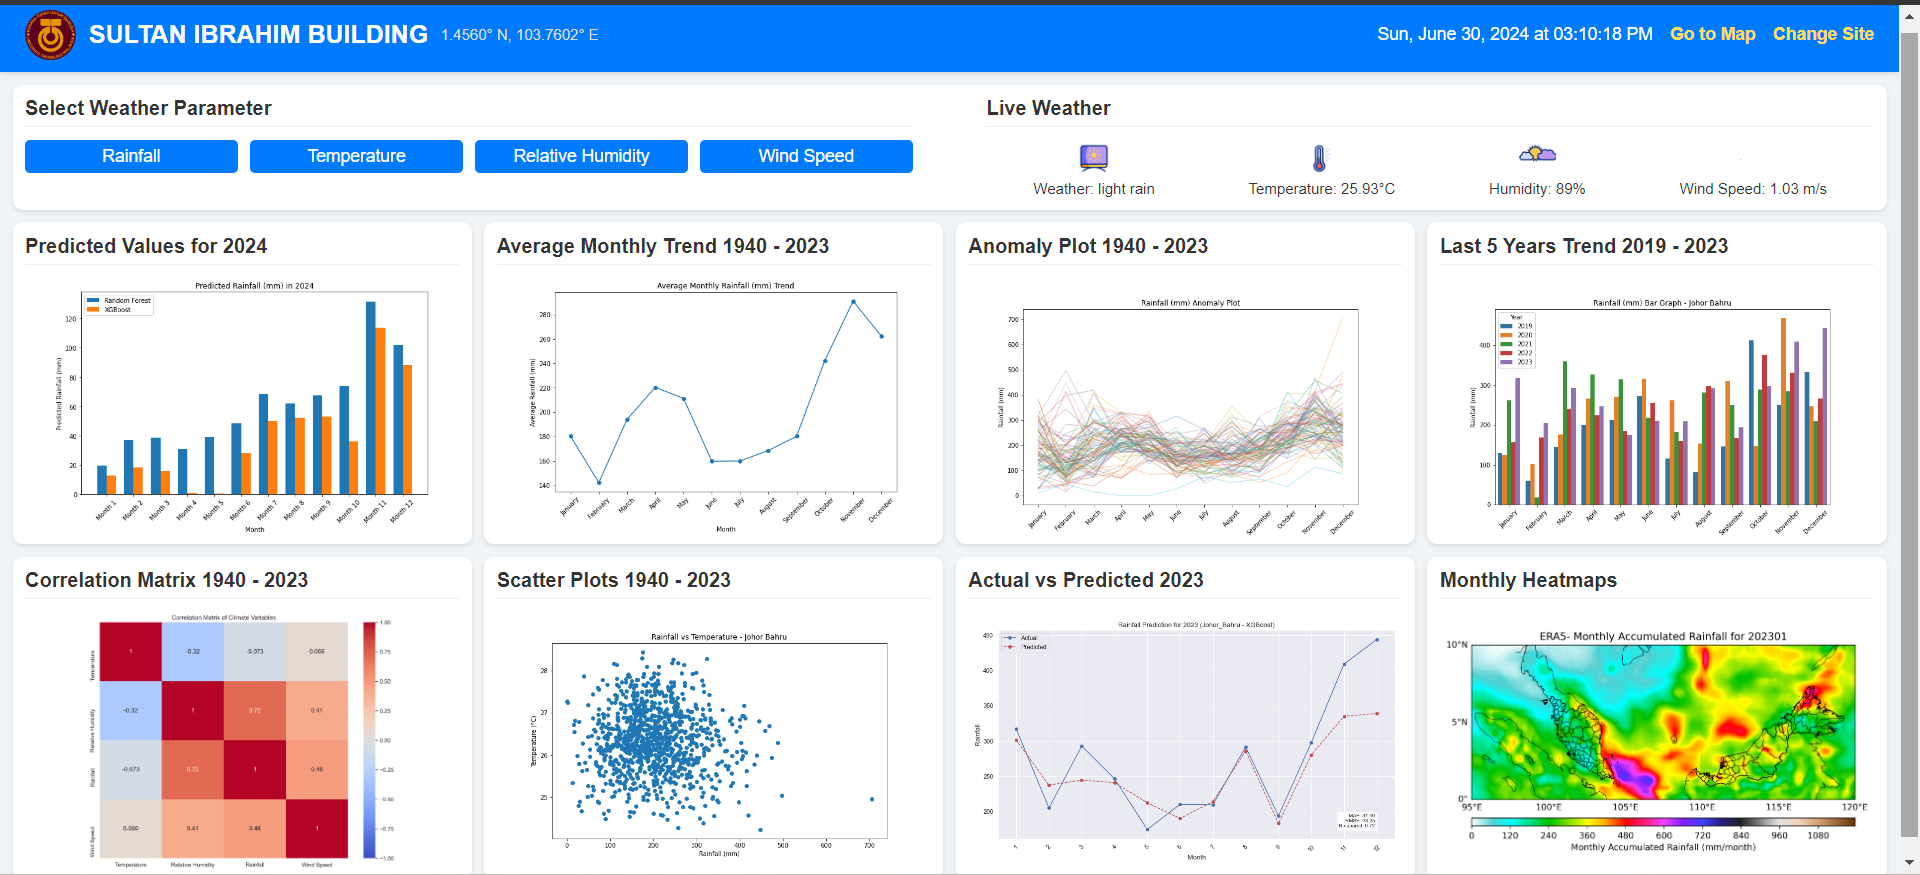 SULTAN IBRAHIM BUILDING 1.4560° N, 103.7602° E
Sun, June 30, 2024 at 03:10:18 PM Go to Map Change Site
Select Weather Parameter
Rainfall Temperature Relative Humidity Wind Speed
Live Weather
Weather: light rain Temperature: 25.93°C Humidity: 89% Wind Speed: 1.03 m/s
Predicted Values for 2024
Predicted Rainfall (mm) in 2024
Random Forest
XGBoost
Predicted Rainfall (mm)
120
100
80
60
40
20
0
Month 1 Month 2 Month 3 Month 4 Month 5 Month 6 Month 7 Month 8 Month 9 Month 10 Month 11 Month 12
Month
Average Monthly Trend 1940 - 2023
Average Monthly Rainfall (mm) Trend
Average Rainfall (mm)
280
260
240
220
200
180
160
140
January February March April May June July August September October November December
Month
Anomaly Plot 1940 - 2023
Rainfall (mm) Anomaly Plot
Rainfall (mm)
700
600
500
400
300
200
100
0
January February March April May June July August September October November December
Last 5 Years Trend 2019 - 2023
Rainfall (mm) Bar Graph - Johor Bahru
Year
2019
2020
2021
2022
2023
Rainfall (mm)
400
300
200
100
0
January February March April May June July August September October November December
Correlation Matrix 1940 - 2023
Correlation Matrix of Climate Variables
Temperature
1 -0.32 -0.073 0.066
Relative Humidity
-0.32 1 0.72 0.41
Rainfall
-0.073 0.72 1 0.48
Wind Speed
0.066 0.41 0.48 1
Temperature Relative Humidity Rainfall Wind Speed
1.00
0.75
0.50
0.25
0.00
-0.25
-0.50
-0.75
-1.00
Scatter Plots 1940 - 2023
Rainfall vs Temperature - Johor Bahru
Temperature (°C)
28
27
26
25
0 100 200 300 400 500 600 700
Rainfall (mm)
Actual vs Predicted 2023
Rainfall Prediction for 2023 (Johor_Bahru - XGBoost)
Actual
Predicted
Rainfall
450
400
350
300
250
200
1 2 3 4 5 6 7 8 9 10 11 12
Month
Monthly Heatmaps
ERA5- Monthly Accumulated Rainfall for 202301
10°N
5°N
0°
95°E 100°E 105°E 110°E 115°E 120°E
0 120 240 360 480 600 720 840 960 1080
Monthly Accumulated Rainfall (mm/month)